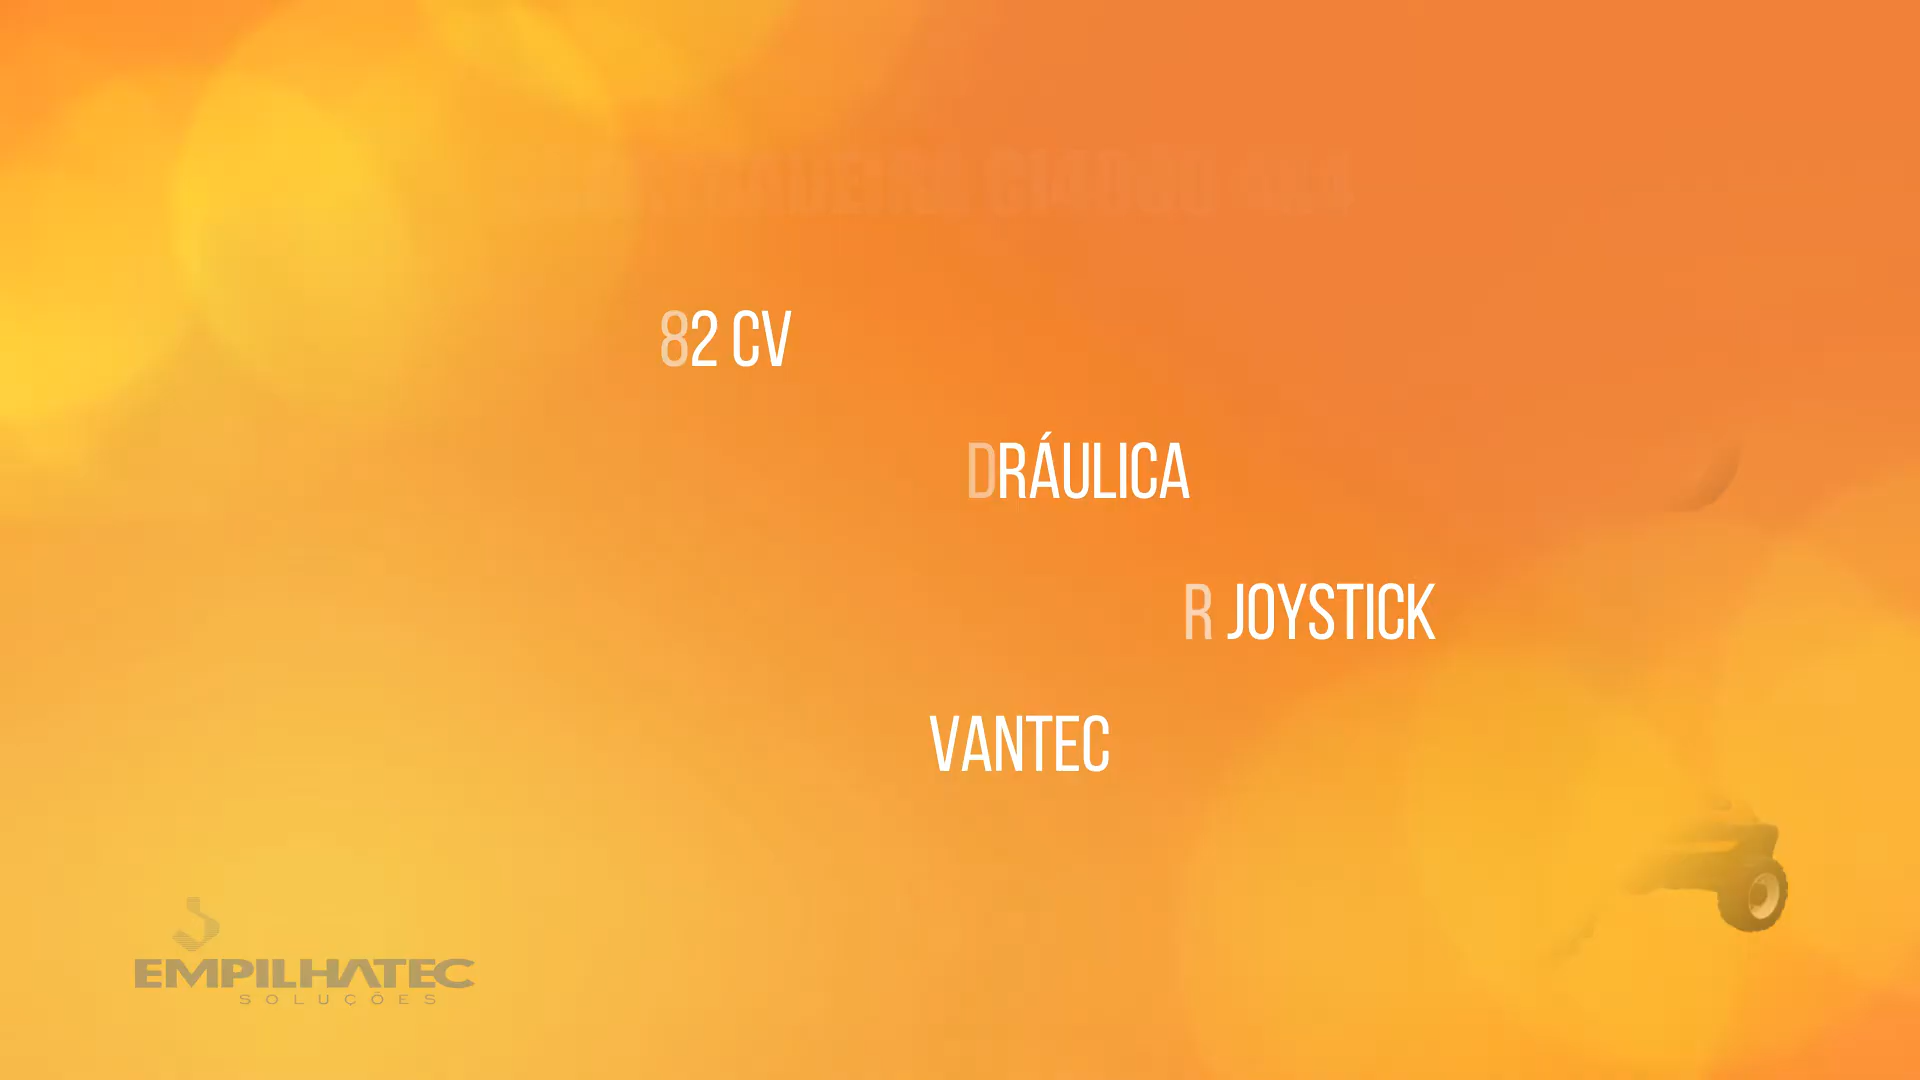 82 CV
DRÁULICA
R JOYSTICK
VANTEC
EMPILHATEC
SOLUÇÕES